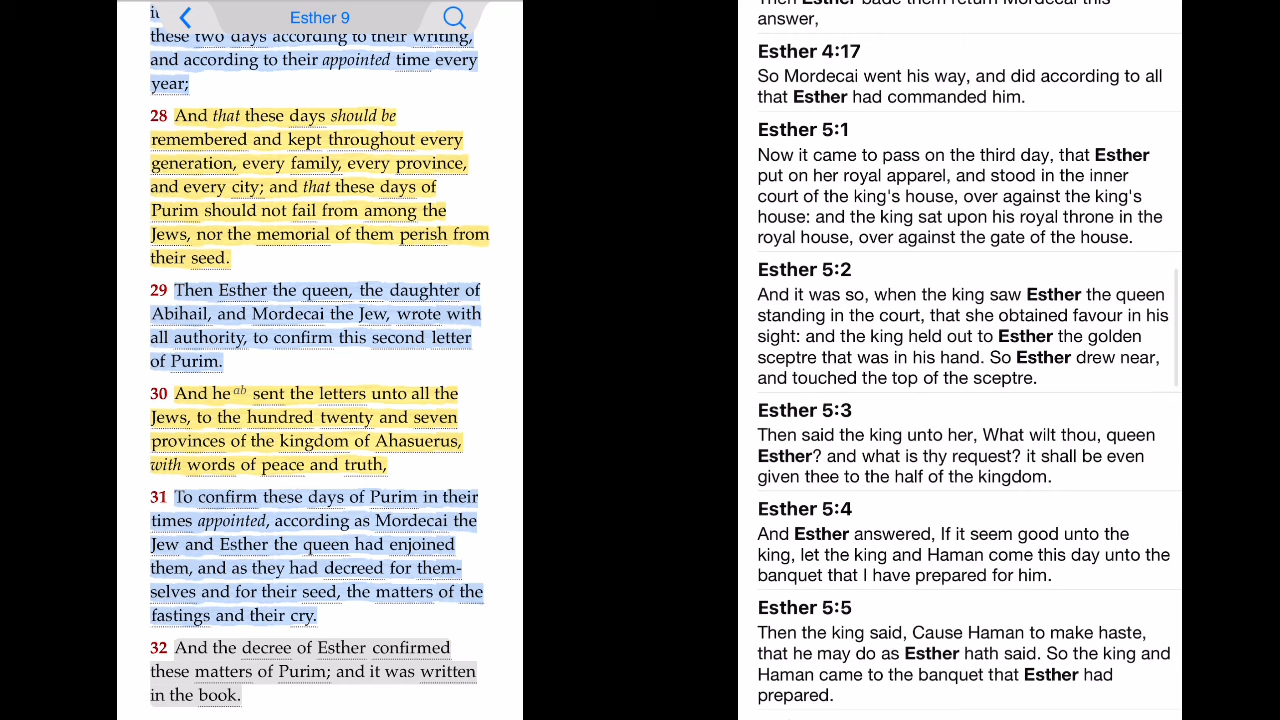 Esther 9
these two days according to their writing,
and according to their appointed time every
year;
28 And that these days should be
remembered and kept throughout every
generation, every family, every province,
and every city; and that these days of
Purim should not fail from among the
Jews, nor the memorial of them perish from
their seed.
29 Then Esther the queen, the daughter of
Abihail, and Mordecai the Jew, wrote with
all authority, to confirm this second letter
of Purim.
30 And he ab sent the letters unto all the
Jews, to the hundred twenty and seven
provinces of the kingdom of Ahasuerus,
with words of peace and truth,
31 To confirm these days of Purim in their
times appointed, according as Mordecai the
Jew and Esther the queen had enjoined
them, and as they had decreed for them-
selves and for their seed, the matters of the
fastings and their cry.
32 And the decree of Esther confirmed
these matters of Purim; and it was written
in the book.
Then Esther bade them return Mordecai this
answer,
Esther 4:17
So Mordecai went his way, and did according to all
that Esther had commanded him.
Esther 5:1
Now it came to pass on the third day, that Esther
put on her royal apparel, and stood in the inner
court of the king's house, over against the king's
house: and the king sat upon his royal throne in the
royal house, over against the gate of the house.
Esther 5:2
And it was so, when the king saw Esther the queen
standing in the court, that she obtained favour in his
sight: and the king held out to Esther the golden
sceptre that was in his hand. So Esther drew near,
and touched the top of the sceptre.
Esther 5:3
Then said the king unto her, What wilt thou, queen
Esther? and what is thy request? it shall be even
given thee to the half of the kingdom.
Esther 5:4
And Esther answered, If it seem good unto the
king, let the king and Haman come this day unto the
banquet that I have prepared for him.
Esther 5:5
Then the king said, Cause Haman to make haste,
that he may do as Esther hath said. So the king and
Haman came to the banquet that Esther had
prepared.